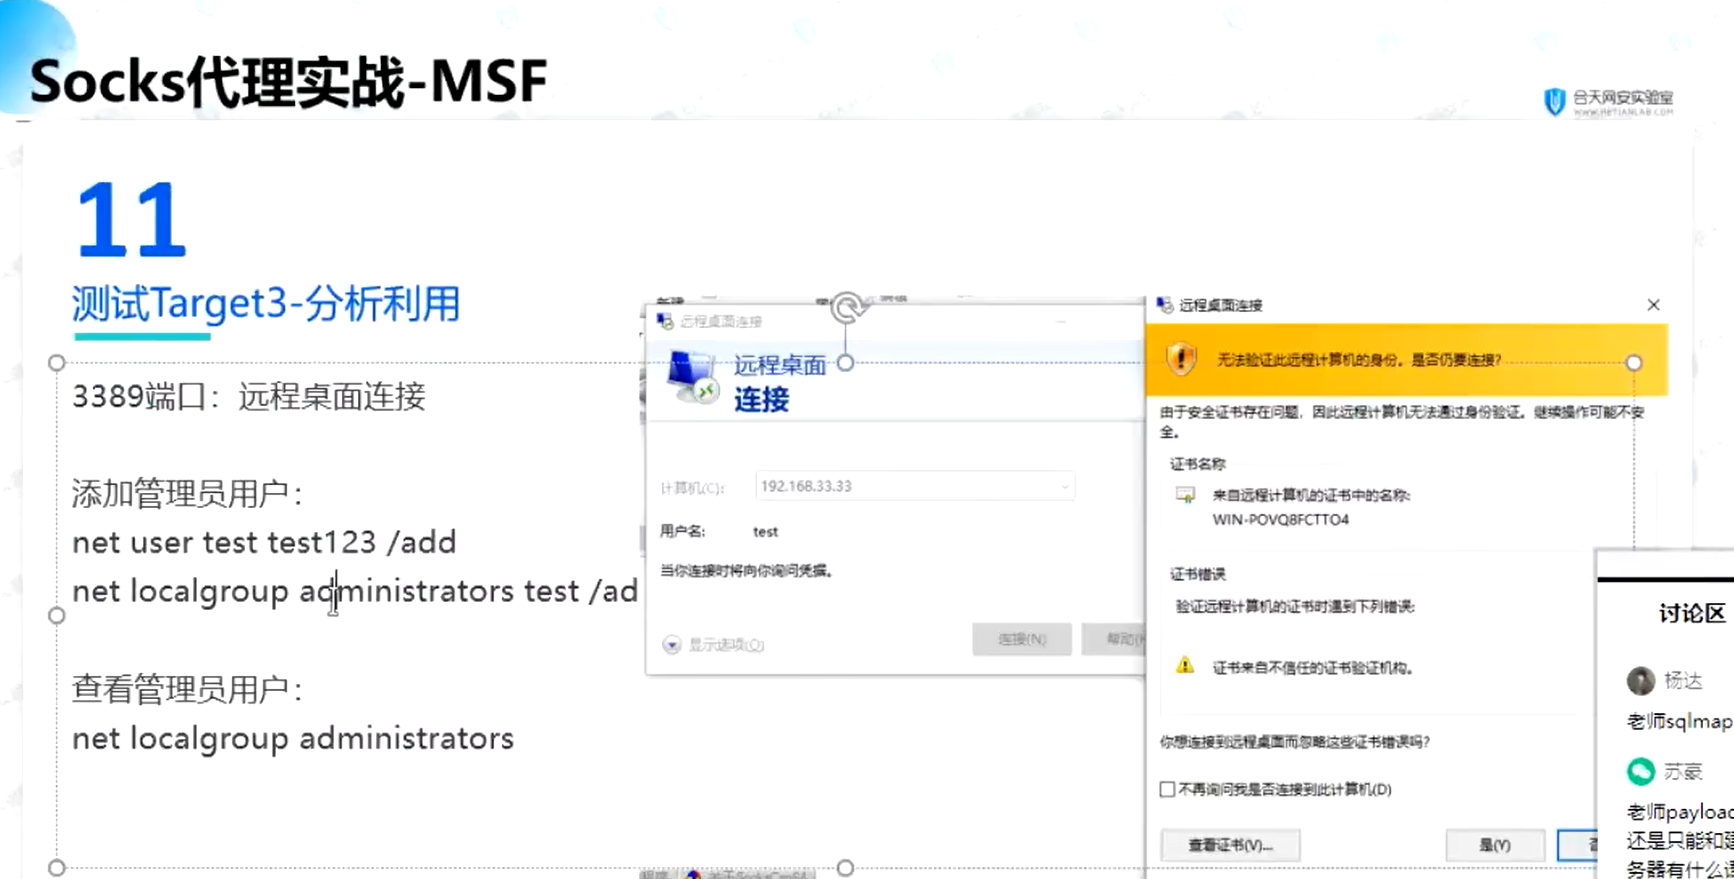 Socks代理实战-MSF
合天网安实验室
WWW.HETIANLAB.COM
11
测试Target3-分析利用
3389端口：远程桌面连接
添加管理员用户：
net user test test123 /add
net localgroup administrators test /ad
查看管理员用户：
net localgroup administrators
远程桌面连接
远程桌面
连接
计算机(C):
192.168.33.33
用户名:
test
当你连接时将向你询问凭据。
显示选项(O)
连接(N)
帮助(H
远程桌面连接
无法验证此远程计算机的身份。是否仍要连接?
由于安全证书存在问题，因此远程计算机无法通过身份验证。继续操作可能不安
全。
证书名称
来自远程计算机的证书中的名称:
WIN-POVQ8FCTTO4
证书错误
验证远程计算机的证书时遇到下列错误:
证书来自不信任的证书验证机构。
你想连接到远程桌面而忽略这些证书错误吗?
不再询问我是否连接到此计算机(D)
查看证书(V)...
是(Y)
讨论区
杨达
老师sqlmap
苏豪
老师payload
还是只能和建
务器有什么语